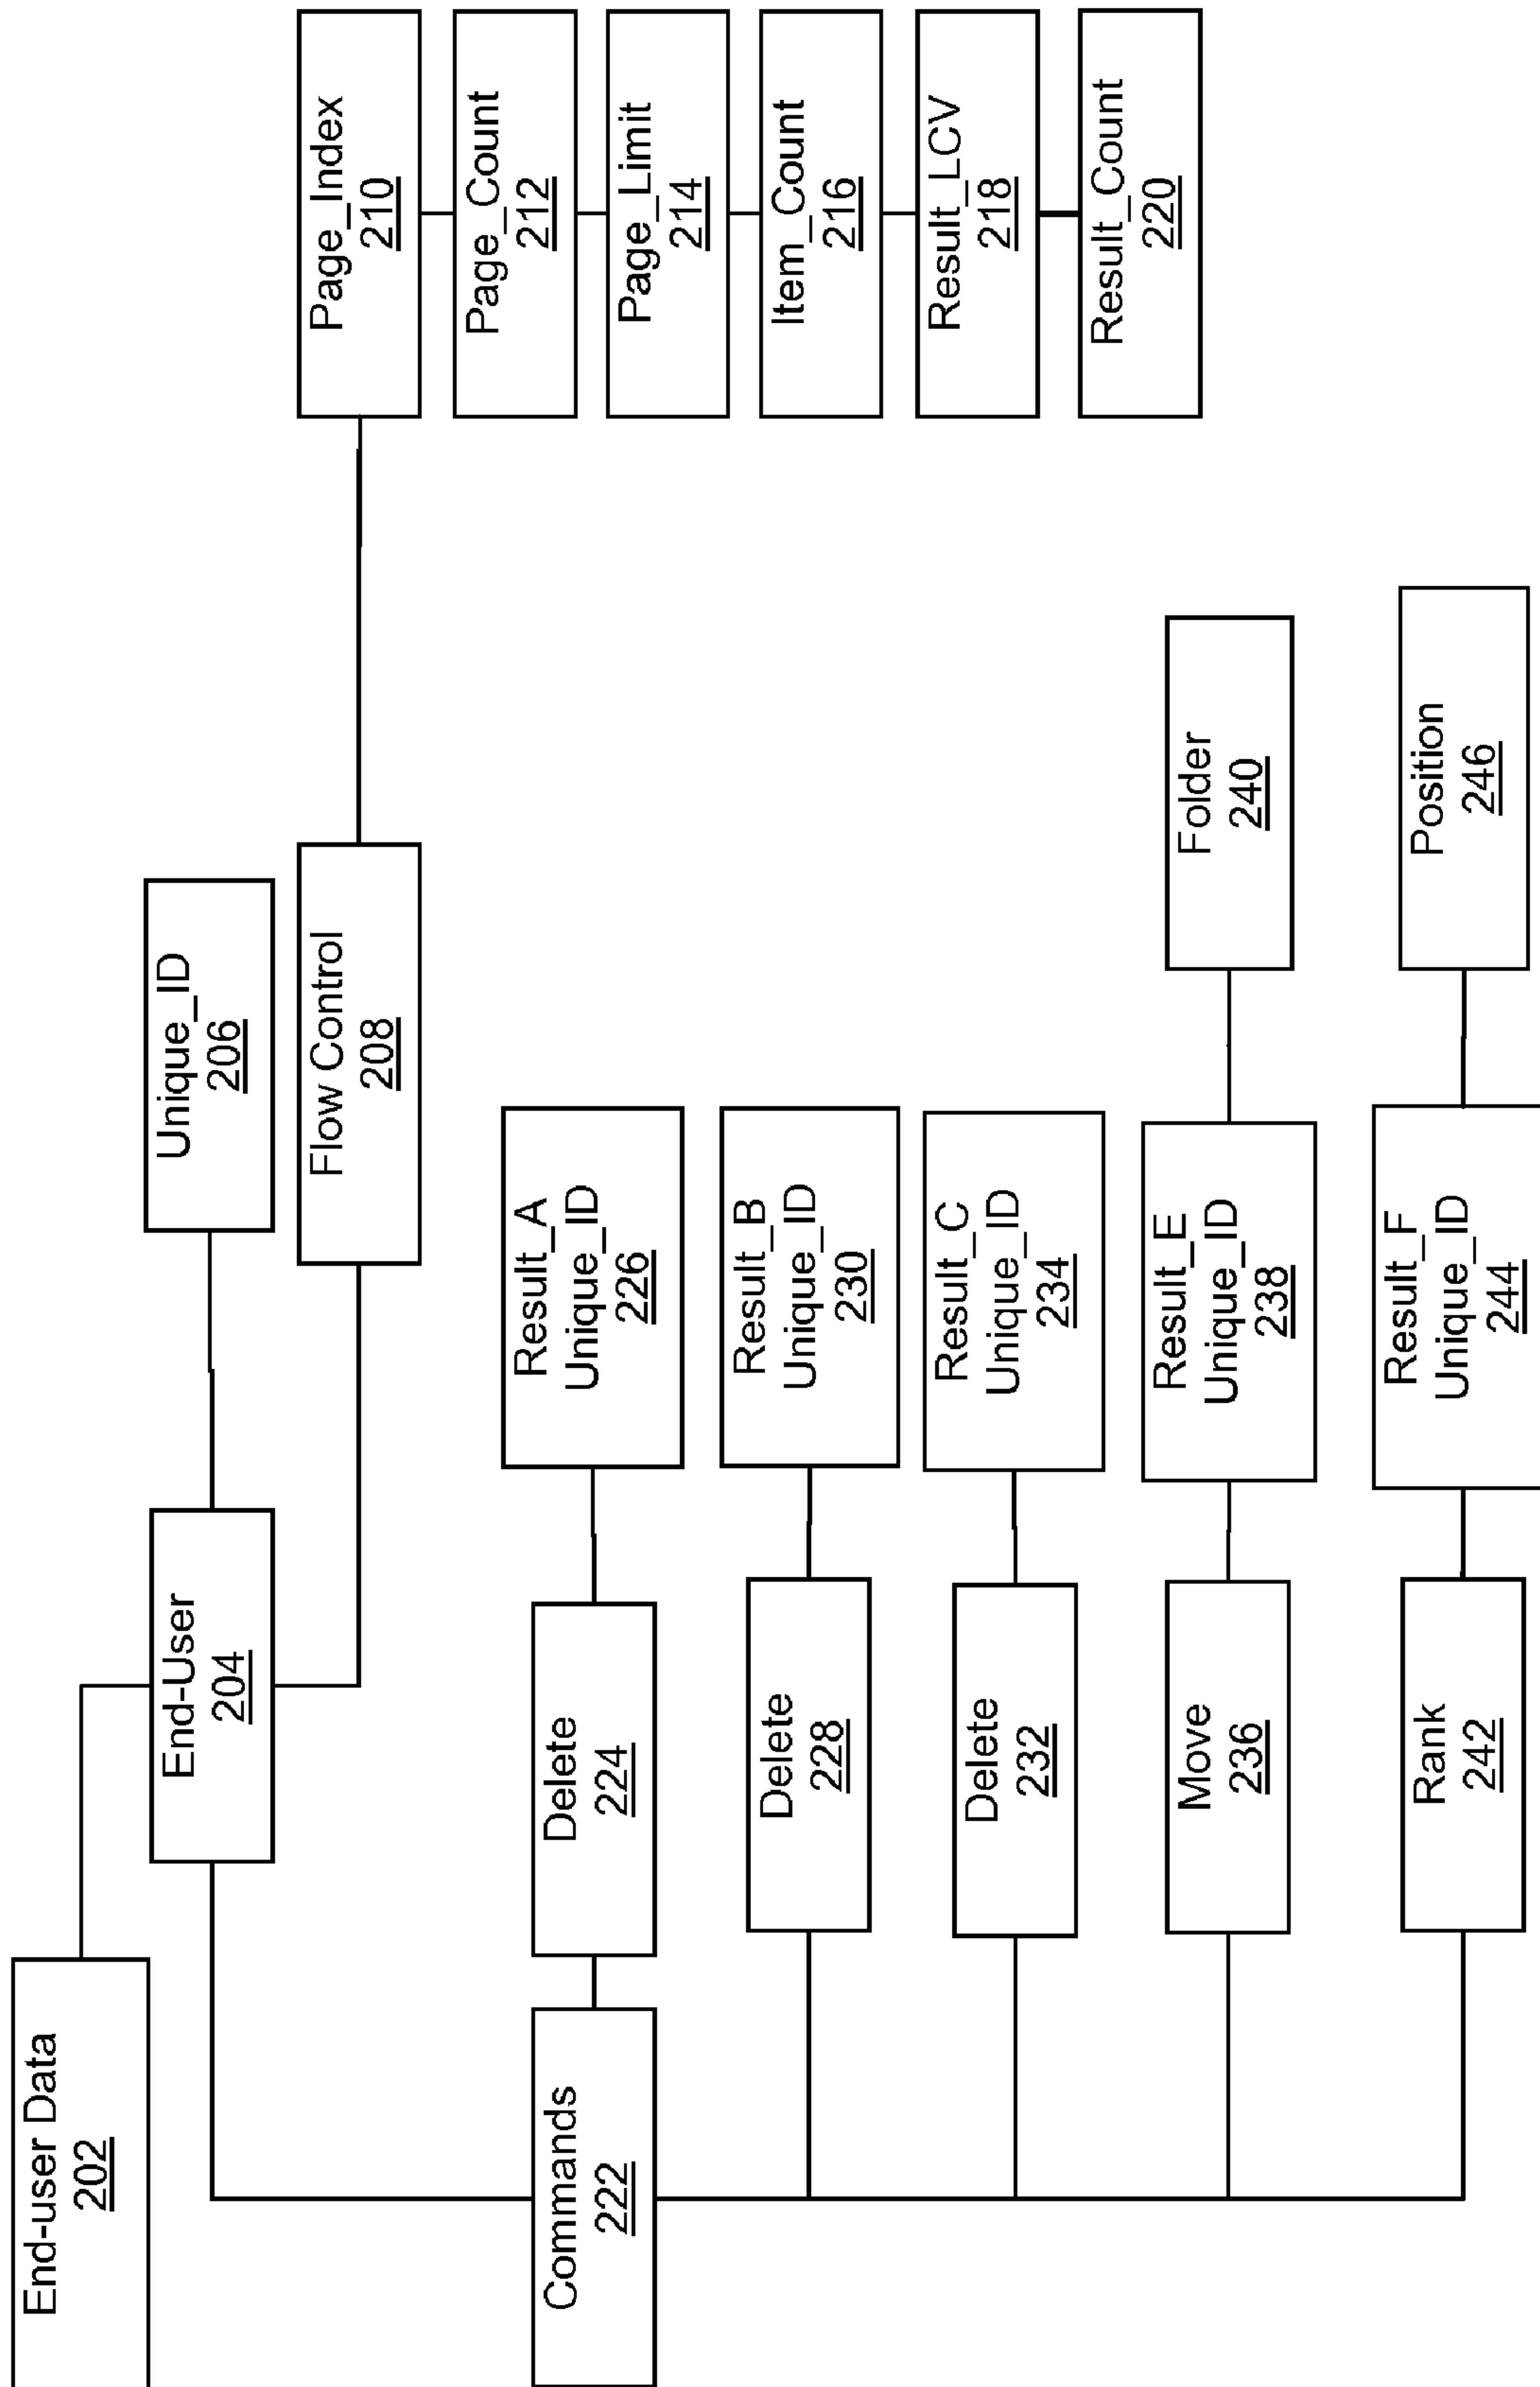 End-user Data
202
End-User
204
Unique_ID
206
Flow Control
208
Page_Index
210
Page_Count
212
Page_Limit
214
Item_Count
216
Result_LCV
218
Result_Count
220
Commands
222
Delete
224
Result_A
Unique_ID
226
Delete
228
Result_B
Unique_ID
230
Delete
232
Result_C
Unique_ID
234
Move
236
Result_E
Unique_ID
238
Folder
240
Rank
242
Result_F
Unique_ID
244
Position
246